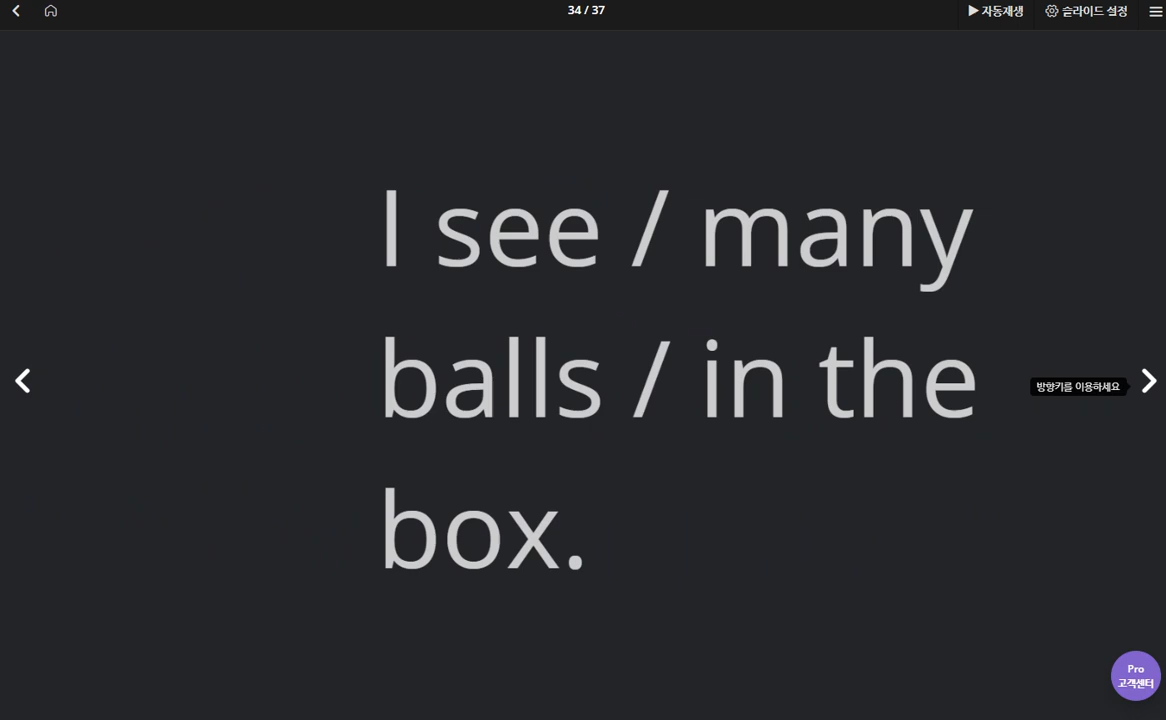 34 / 37
▶ 자동재생
슬라이드 설정
I see / many
balls / in the
box.
방향키를 이용하세요
Pro
고객센터